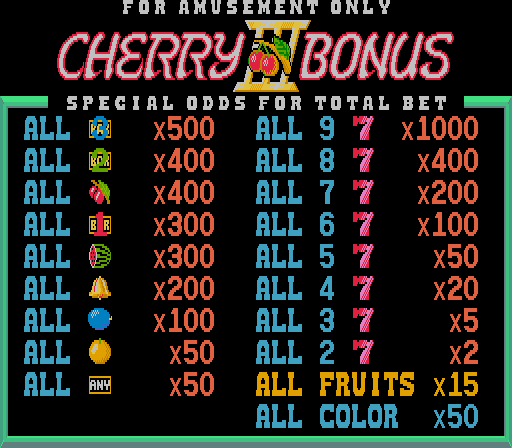 FOR AMUSEMENT ONLY
CHERRY III BONUS
SPECIAL ODDS FOR TOTAL BET
ALL BAR x500 ALL 9 7 x1000
ALL BAR x400 ALL 8 7 x400
ALL x400 ALL 7 7 x200
ALL BAR x300 ALL 6 7 x100
ALL x300 ALL 5 7 x50
ALL x200 ALL 4 7 x20
ALL x100 ALL 3 7 x5
ALL x50 ALL 2 7 x2
ALL ANY x50 ALL FRUITS x15
ALL COLOR x50